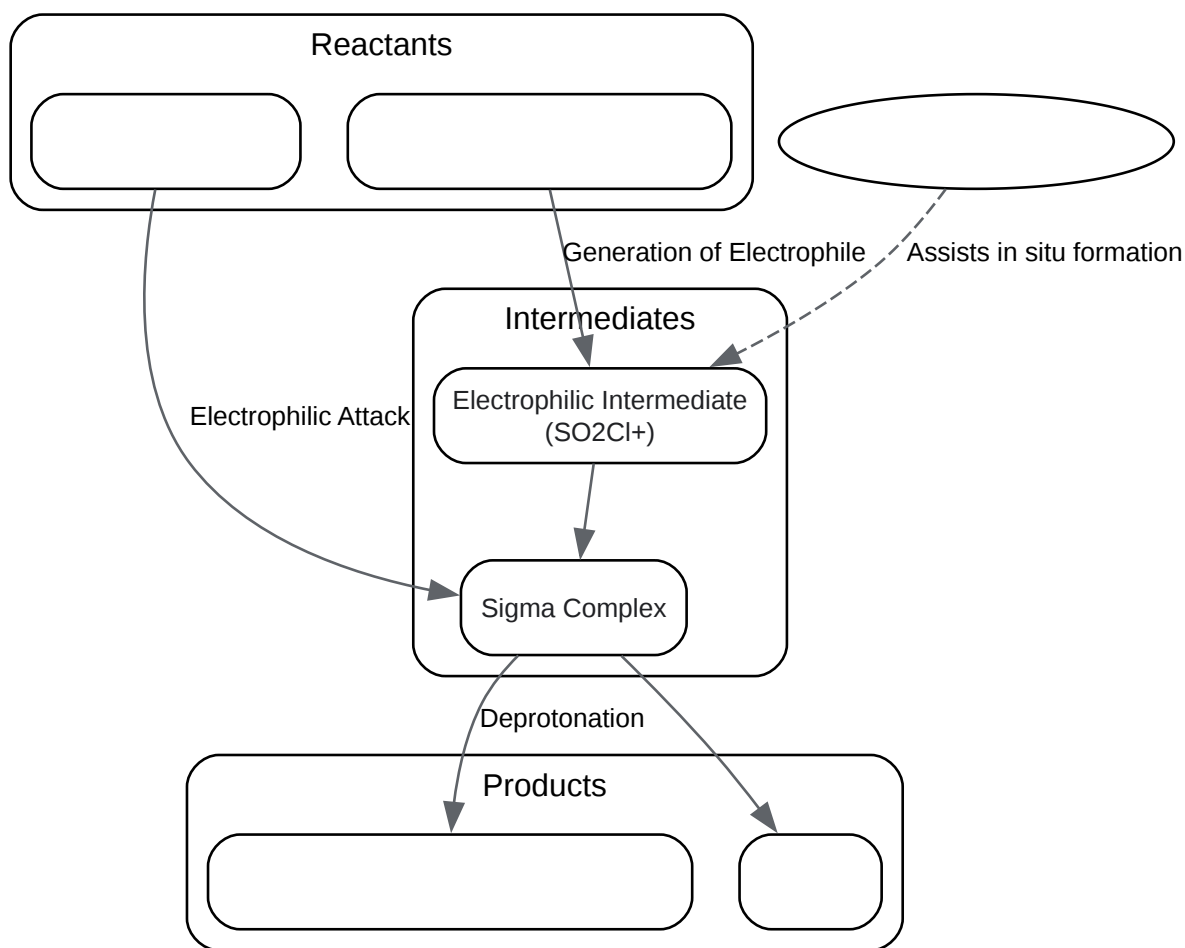 Reactants
Generation of Electrophile
Assists in situ formation
Intermediates
Electrophilic Intermediate
(SO2Cl+)
Electrophilic Attack
Sigma Complex
Deprotonation
Products